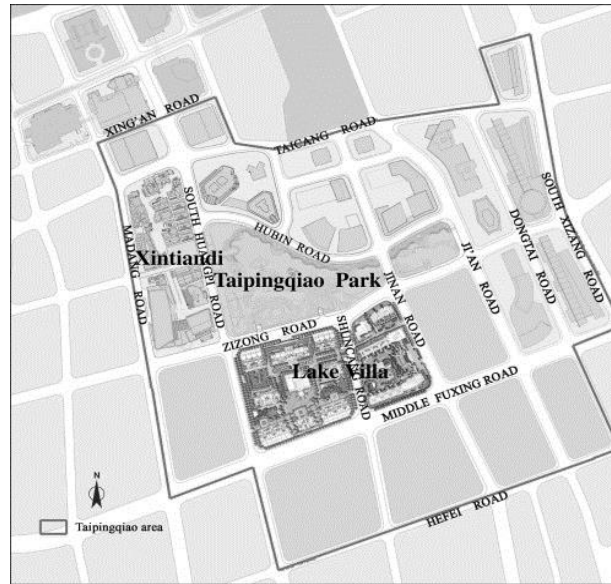 XING'AN ROAD
TAICANG ROAD
MADANG ROAD
SOUTH HUANGPI ROAD
HUBIN ROAD
JINAN ROAD
JI'AN ROAD
DONGTAI ROAD
SOUTH XIZANG ROAD
Xintiandi
Taipingqiao Park
ZIZONG ROAD
ROAD
Lake Villa
MIDDLE FUXING ROAD
HEFEI ROAD
N
Taipingqiao area